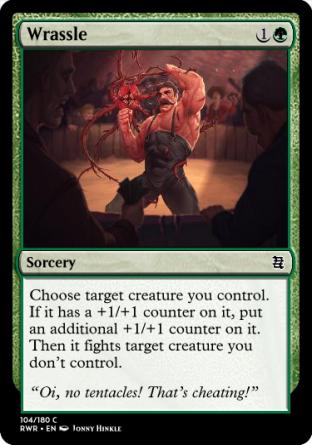 Wrassle 1
Sorcery
Choose target creature you control.
If it has a +1/+1 counter on it, put
an additional +1/+1 counter on it.
Then it fights target creature you
don't control.
"Oi, no tentacles! That's cheating!"
104/180 C
RWR • EN Jonny Hinkle